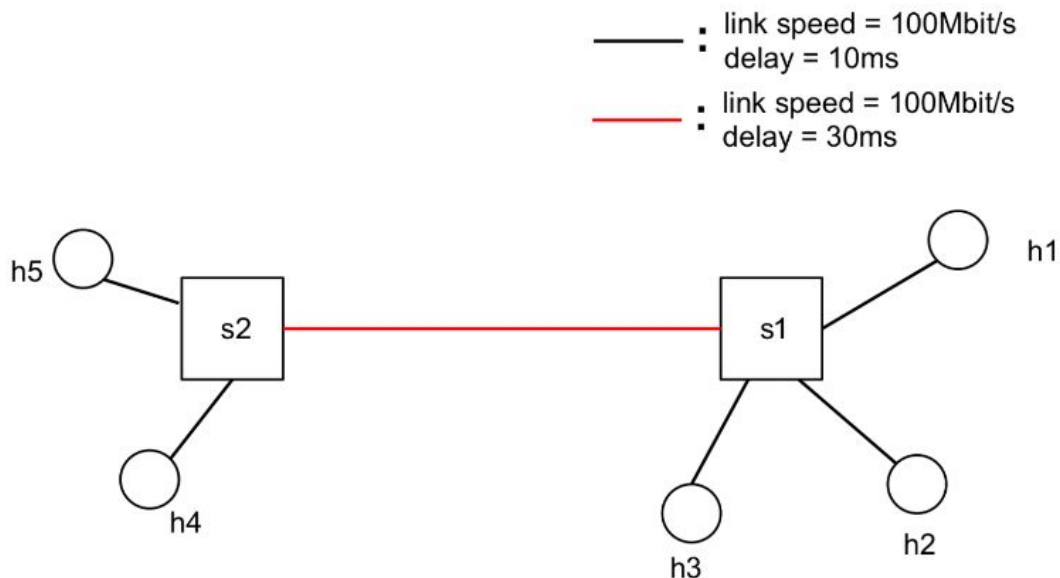 : link speed = 100Mbit/s
delay = 10ms
: link speed = 100Mbit/s
delay = 30ms
h1
h5
s2
s1
h4
h2
h3